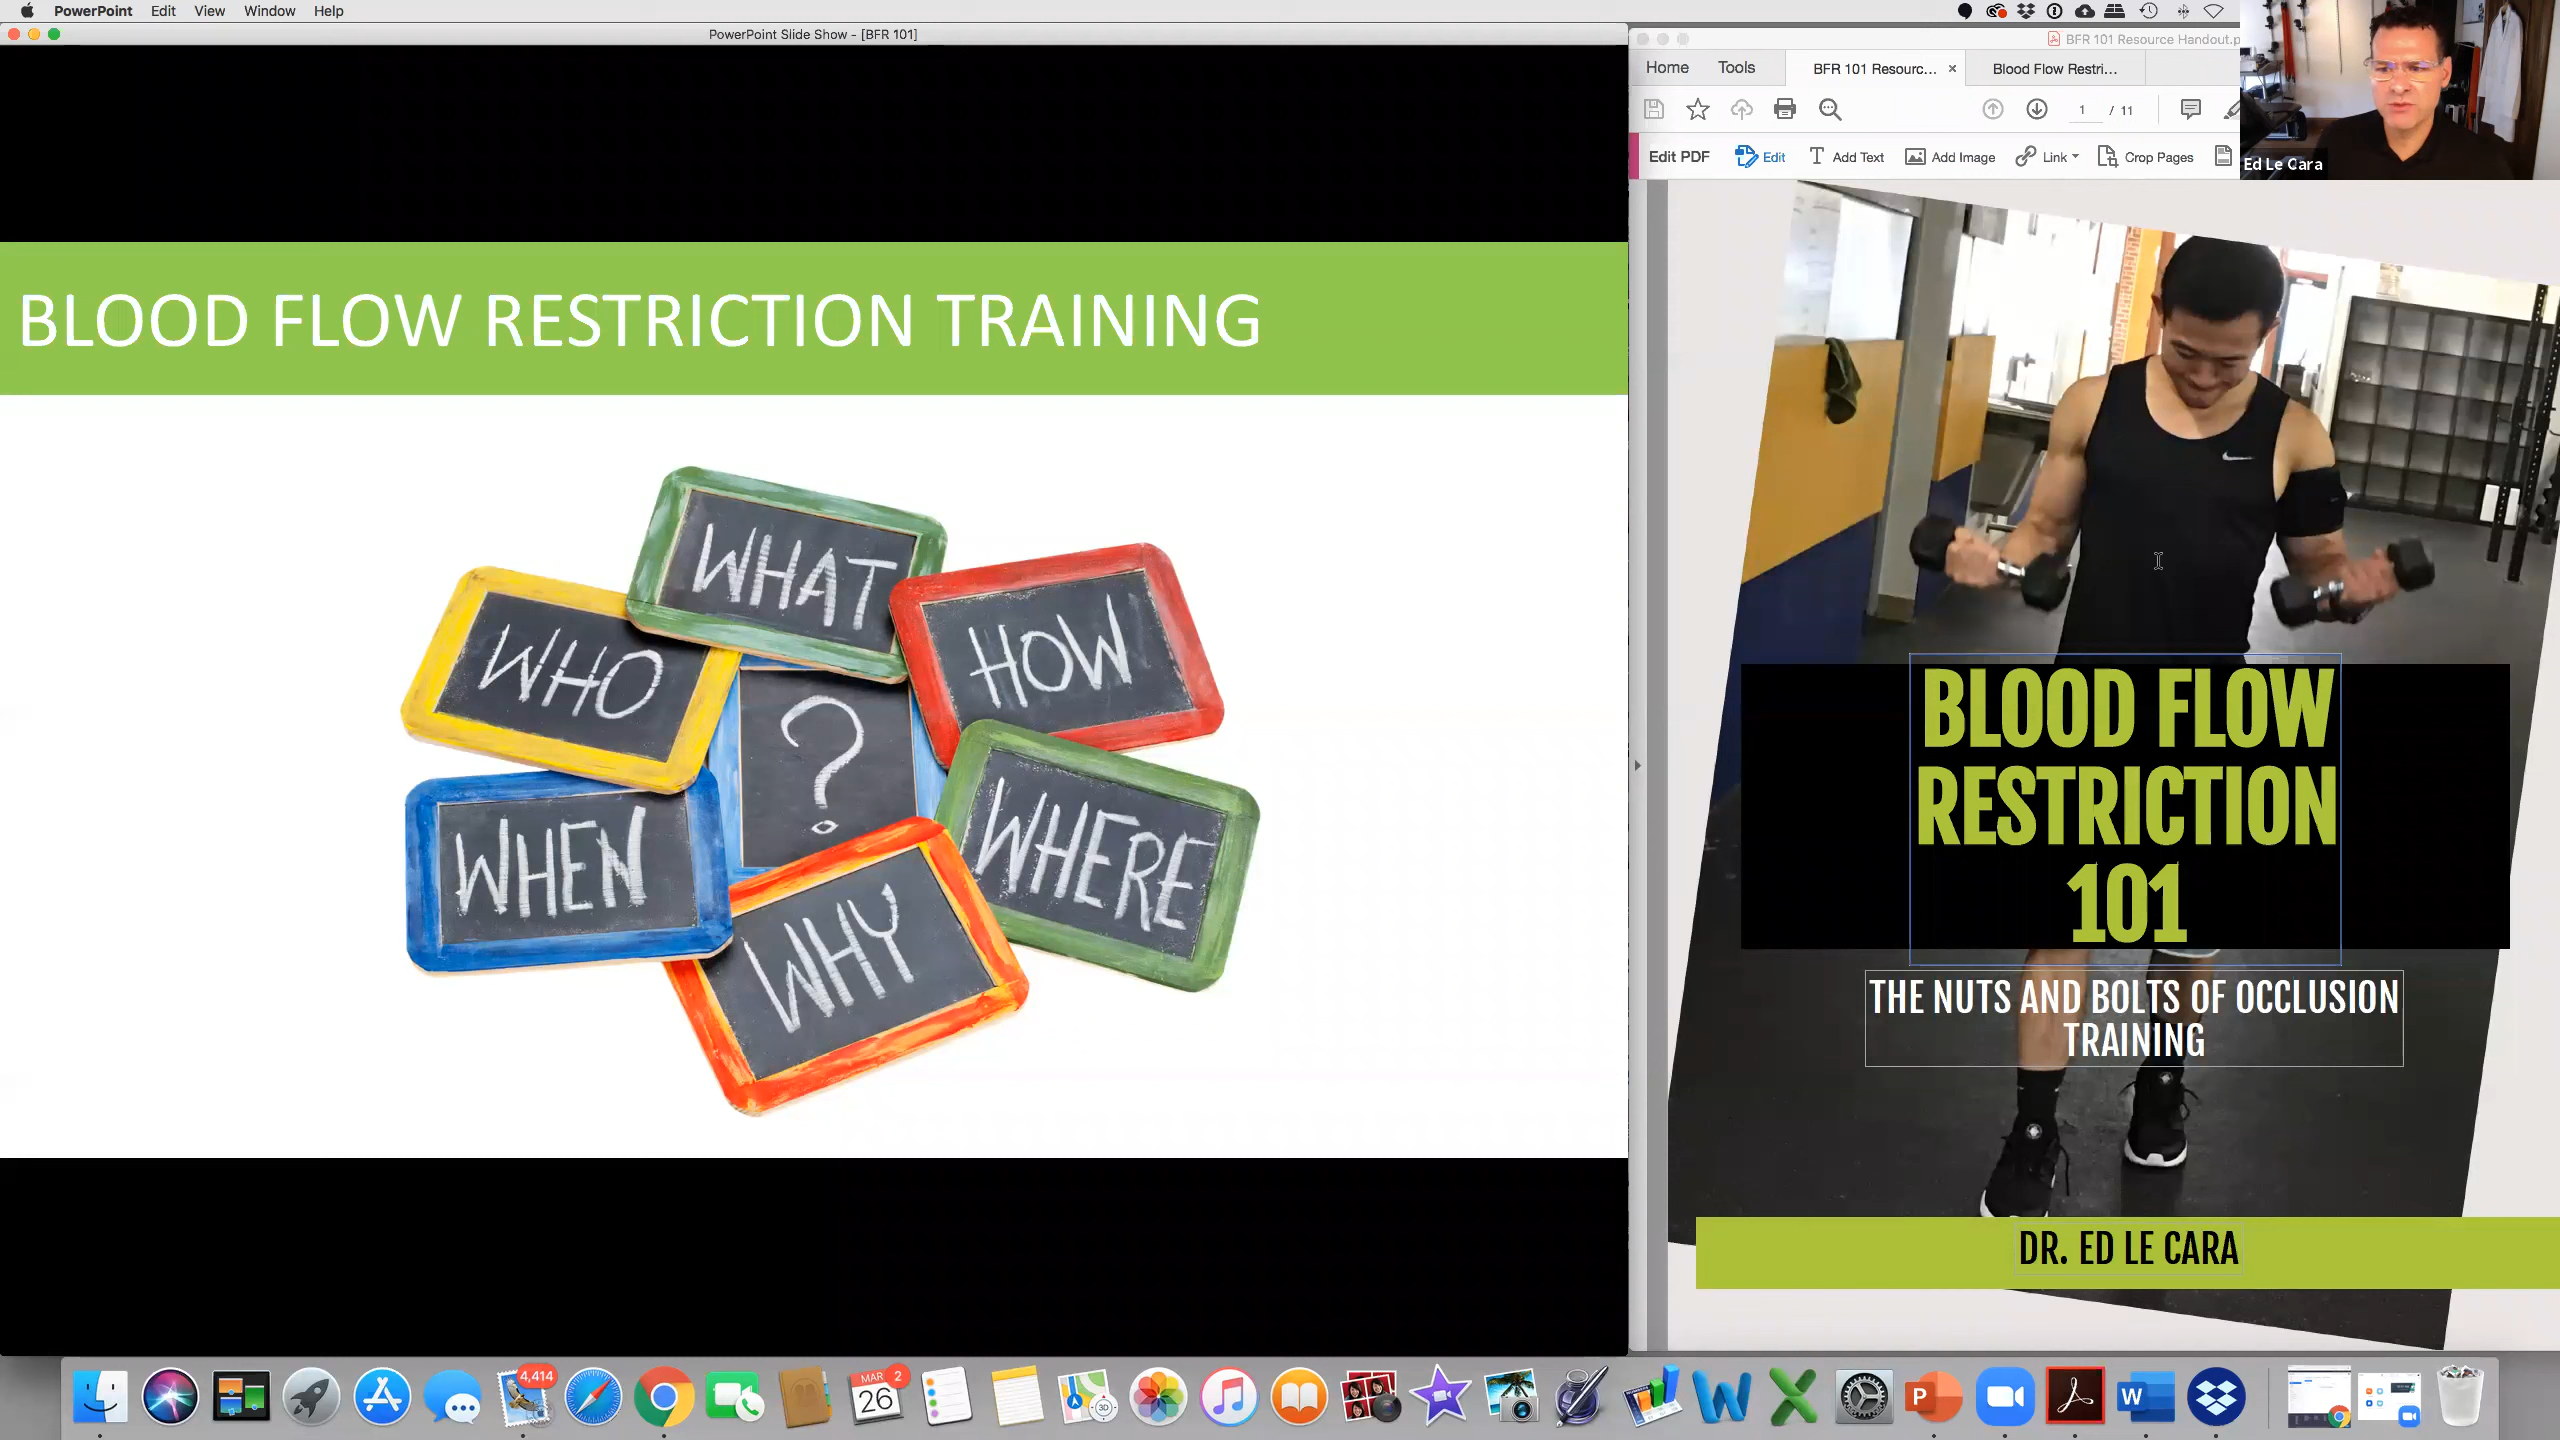 PowerPoint Edit View Window Help
PowerPoint Slide Show - [BFR 101]
BFR 101 Resource Handout.p
Home Tools BFR 101 Resourc... × Blood Flow Restri...
1 / 11
Edit PDF Edit Add Text Add Image Link Crop Pages
Ed Le Cara
BLOOD FLOW RESTRICTION TRAINING
WHAT
HOW
WHO
?
WHERE
WHEN
WHY
BLOOD FLOW
RESTRICTION
101
THE NUTS AND BOLTS OF OCCLUSION
TRAINING
DR. ED LE CARA
4,414
MAR 2
26
3D
P
W
W